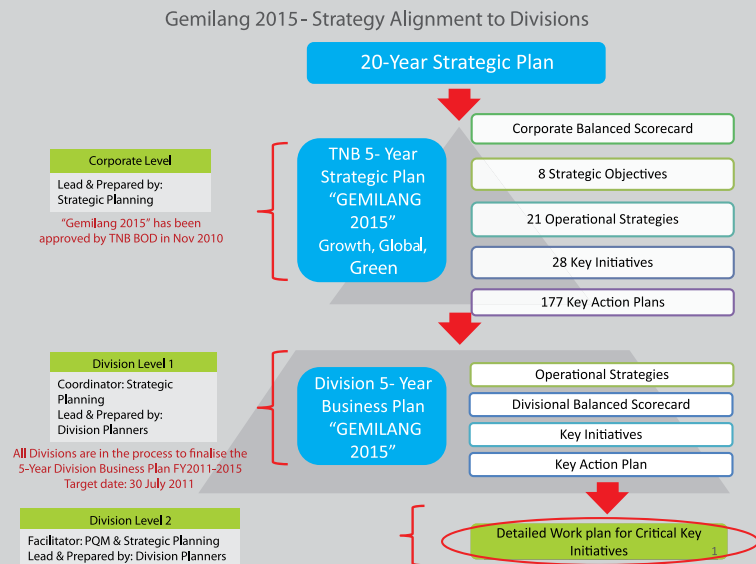 Gemilang 2015 - Strategy Alignment to Divisions
20-Year Strategic Plan
Corporate Level
Lead & Prepared by:
Strategic Planning
"Gemilang 2015" has been
approved by TNB BOD in Nov 2010
TNB 5- Year
Strategic Plan
"GEMILANG
2015"
Growth, Global,
Green
Corporate Balanced Scorecard
8 Strategic Objectives
21 Operational Strategies
28 Key Initiatives
177 Key Action Plans
Division Level 1
Coordinator: Strategic
Planning
Lead & Prepared by:
Division Planners
All Divisions are in the process to finalise the
5-Year Division Business Plan FY2011-2015
Target date: 30 July 2011
Division 5- Year
Business Plan
"GEMILANG
2015"
Operational Strategies
Divisional Balanced Scorecard
Key Initiatives
Key Action Plan
Division Level 2
Facilitator: PQM & Strategic Planning
Lead & Prepared by: Division Planners
Detailed Work plan for Critical Key
Initiatives
1